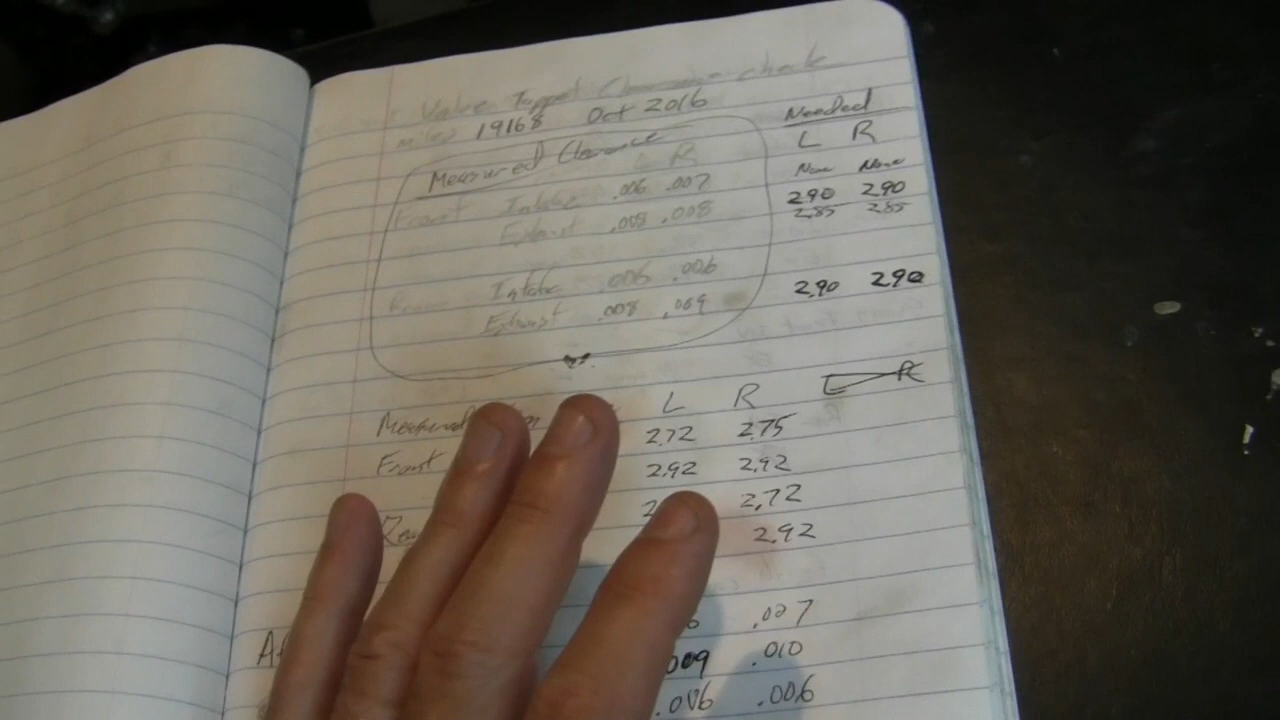 Valve Tappet Clearance check
miles 19168 Oct 2016 Needed
Measured Clearance L R
L R None None
Front Intake .006 .007 2.90 2.90
Exhaust .008 .008 2.85 2.85
Intake .006 .006 2.90 2.90
Exhaust .008 .009
L R L R
Measured 2.72 2.75
Front 2.92 2.92
2 2.72
2.92
.007
.009 .010
.006 .006